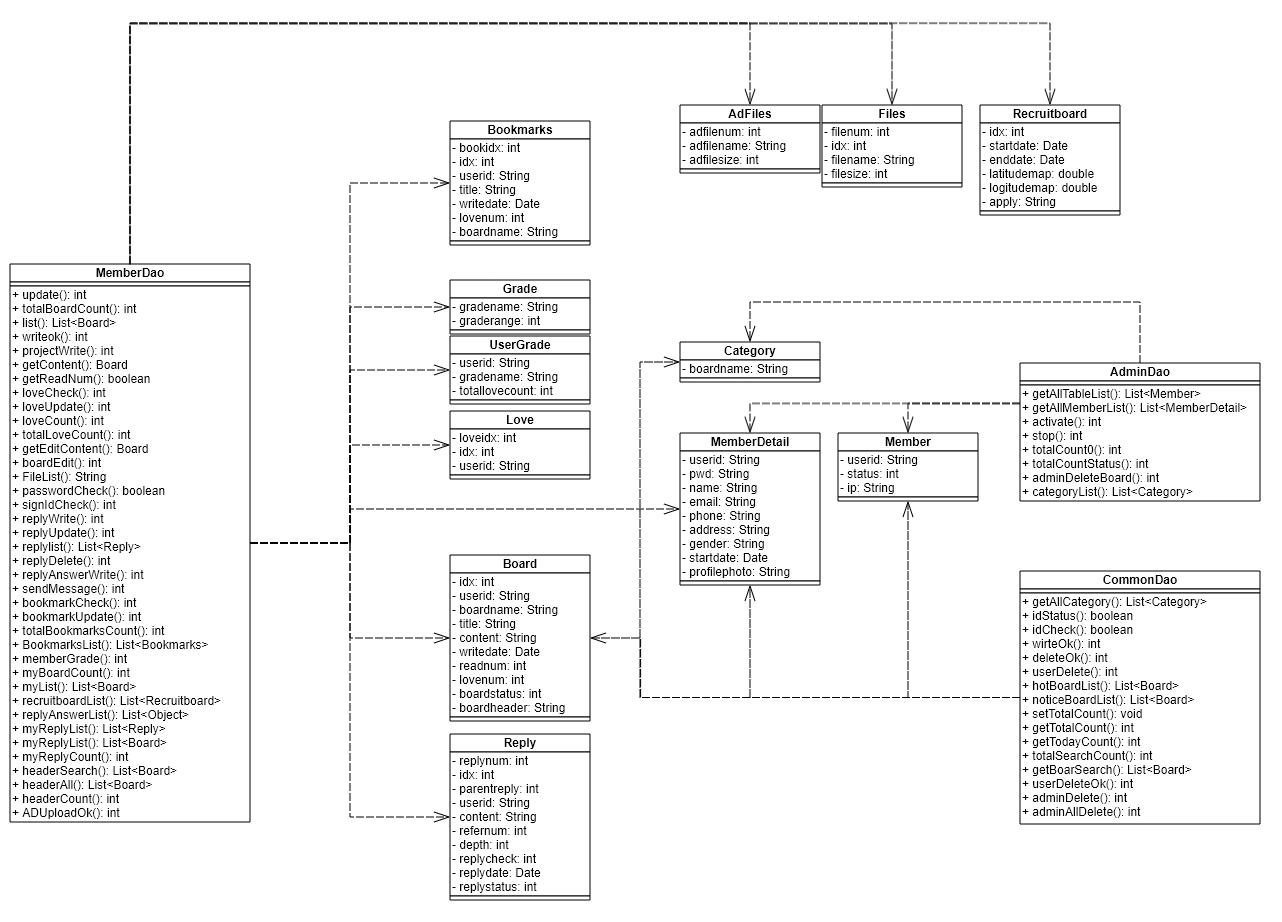 AdFiles
- adfilenum: int
- adfilename: String
- adfilesize: int
Files
- filenum: int
- idx: int
- filename: String
- filesize: int
Recruitboard
- idx: int
- startdate: Date
- enddate: Date
- latitudemap: double
- logitudemap: double
- apply: String
Bookmarks
- bookidx: int
- idx: int
- userid: String
- title: String
- writedate: Date
- lovenum: int
- boardname: String
MemberDao
+ update(): int
+ totalBoardCount(): int
+ list(): List<Board>
+ writeok(): int
+ projectWrite(): int
+ getContent(): Board
+ getReadNum(): boolean
+ loveCheck(): int
+ loveUpdate(): int
+ loveCount(): int
+ totalLoveCount(): int
+ getEditContent(): Board
+ boardEdit(): int
+ FileList(): String
+ passwordCheck(): boolean
+ signIdCheck(): int
+ replyWrite(): int
+ replyUpdate(): int
+ replylist(): List<Reply>
+ replyDelete(): int
+ replyAnswerWrite(): int
+ sendMessage(): int
+ bookmarkCheck(): int
+ bookmarkUpdate(): int
+ totalBookmarksCount(): int
+ BookmarksList(): List<Bookmarks>
+ memberGrade(): int
+ myBoardCount(): int
+ myList(): List<Board>
+ recruitboardList(): List<Recruitboard>
+ replyAnswerList(): List<Object>
+ myReplyList(): List<Reply>
+ myReplyList(): List<Board>
+ myReplyCount(): int
+ headerSearch(): List<Board>
+ headerAll(): List<Board>
+ headerCount(): int
+ ADUploadOk(): int
Grade
- gradename: String
- graderange: int
UserGrade
- userid: String
- gradename: String
- totallovecount: int
Love
- loveidx: int
- idx: int
- userid: String
Category
- boardname: String
AdminDao
+ getAllTableList(): List<Member>
+ getAllMemberList(): List<MemberDetail>
+ activate(): int
+ stop(): int
+ totalCount0(): int
+ totalCountStatus(): int
+ adminDeleteBoard(): int
+ categoryList(): List<Category>
MemberDetail
- userid: String
- pwd: String
- name: String
- email: String
- phone: String
- address: String
- gender: String
- startdate: Date
- profilephoto: String
Member
- userid: String
- status: int
- ip: String
Board
- idx: int
- userid: String
- boardname: String
- title: String
- content: String
- writedate: Date
- readnum: int
- lovenum: int
- boardstatus: int
- boardheader: String
CommonDao
+ getAllCategory(): List<Category>
+ idStatus(): boolean
+ idCheck(): boolean
+ wirteOk(): int
+ deleteOk(): int
+ userDelete(): int
+ hotBoardList(): List<Board>
+ noticeBoardList(): List<Board>
+ setTotalCount(): void
+ getTotalCount(): int
+ getTodayCount(): int
+ totalSearchCount(): int
+ getBoarSearch(): List<Board>
+ userDeleteOk(): int
+ adminDelete(): int
+ adminAllDelete(): int
Reply
- replynum: int
- idx: int
- parentreply: int
- userid: String
- content: String
- refernum: int
- depth: int
- replycheck: int
- replydate: Date
- replystatus: int